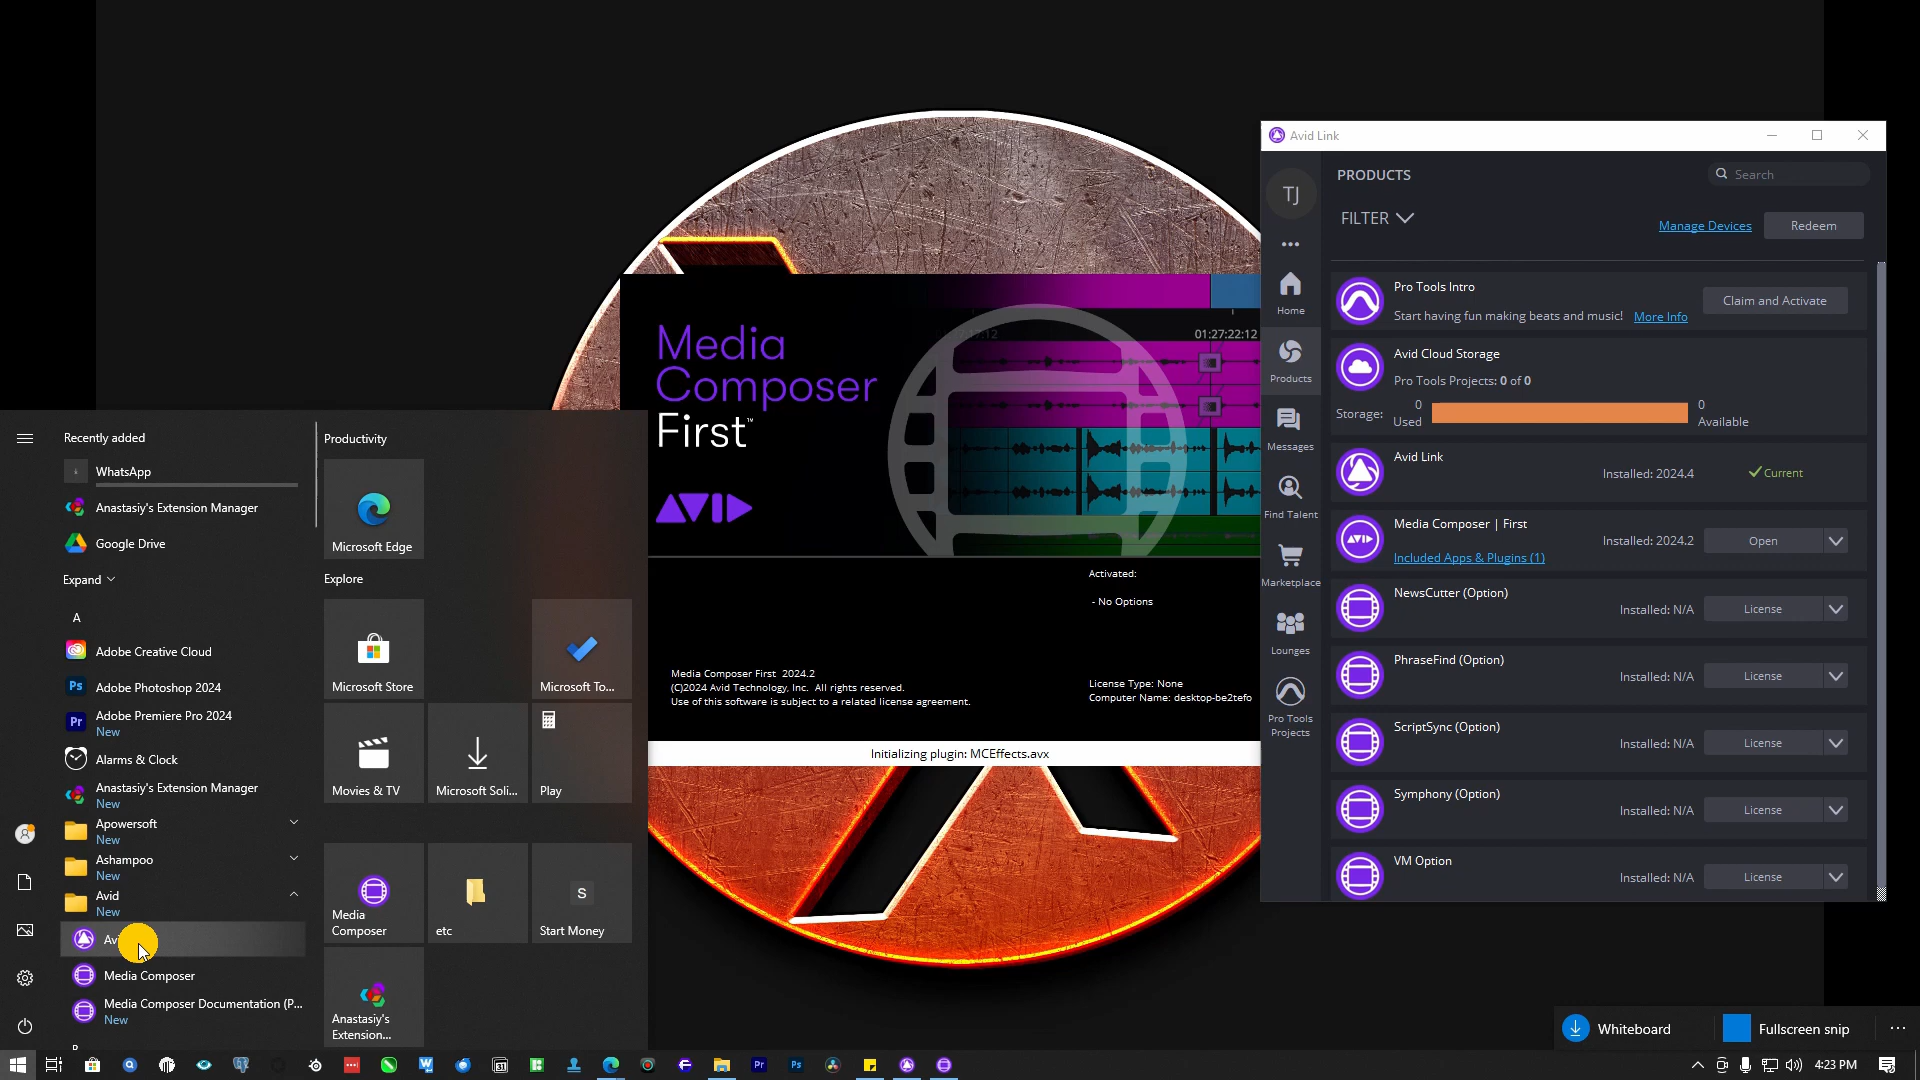 Recently added
WhatsApp
Anastasiy's Extension Manager
Google Drive
Expand
A
Adobe Creative Cloud
Adobe Photoshop 2024
Adobe Premiere Pro 2024
New
Alarms & Clock
Anastasiy's Extension Manager
New
Apowersoft
New
Ashampoo
New
Avid
New
Media Composer
Media Composer Documentation (P...
New
Productivity
Microsoft Edge
Explore
Microsoft Store
Microsoft To...
Movies & TV
Microsoft Soli...
Play
Media
Composer
etc
S
Start Money
Anastasiy's
Extension...
Media
Composer
First™
AVID
01:27:22:12
Activated:
- No Options
Media Composer First 2024.2
(C)2024 Avid Technology, Inc. All rights reserved.
Use of this software is subject to a related license agreement.
License Type: None
Computer Name: desktop-be2tefo
Initializing plugin: MCEffects.avx
Avid Link
TJ
Home
Products
Messages
Find Talent
Marketplace
Lounges
Pro Tools
Projects
PRODUCTS
Search
FILTER
Manage Devices
Redeem
Pro Tools Intro
Start having fun making beats and music! More Info
Claim and Activate
Avid Cloud Storage
Pro Tools Projects: 0 of 0
Storage:
0
Used
0
Available
Avid Link
Installed: 2024.4
Current
Media Composer | First
Included Apps & Plugins (1)
Installed: 2024.2
Open
NewsCutter (Option)
Installed: N/A
License
PhraseFind (Option)
Installed: N/A
License
ScriptSync (Option)
Installed: N/A
License
Symphony (Option)
Installed: N/A
License
VM Option
Installed: N/A
License
Whiteboard
Fullscreen snip
Pr
Ps
4:23 PM